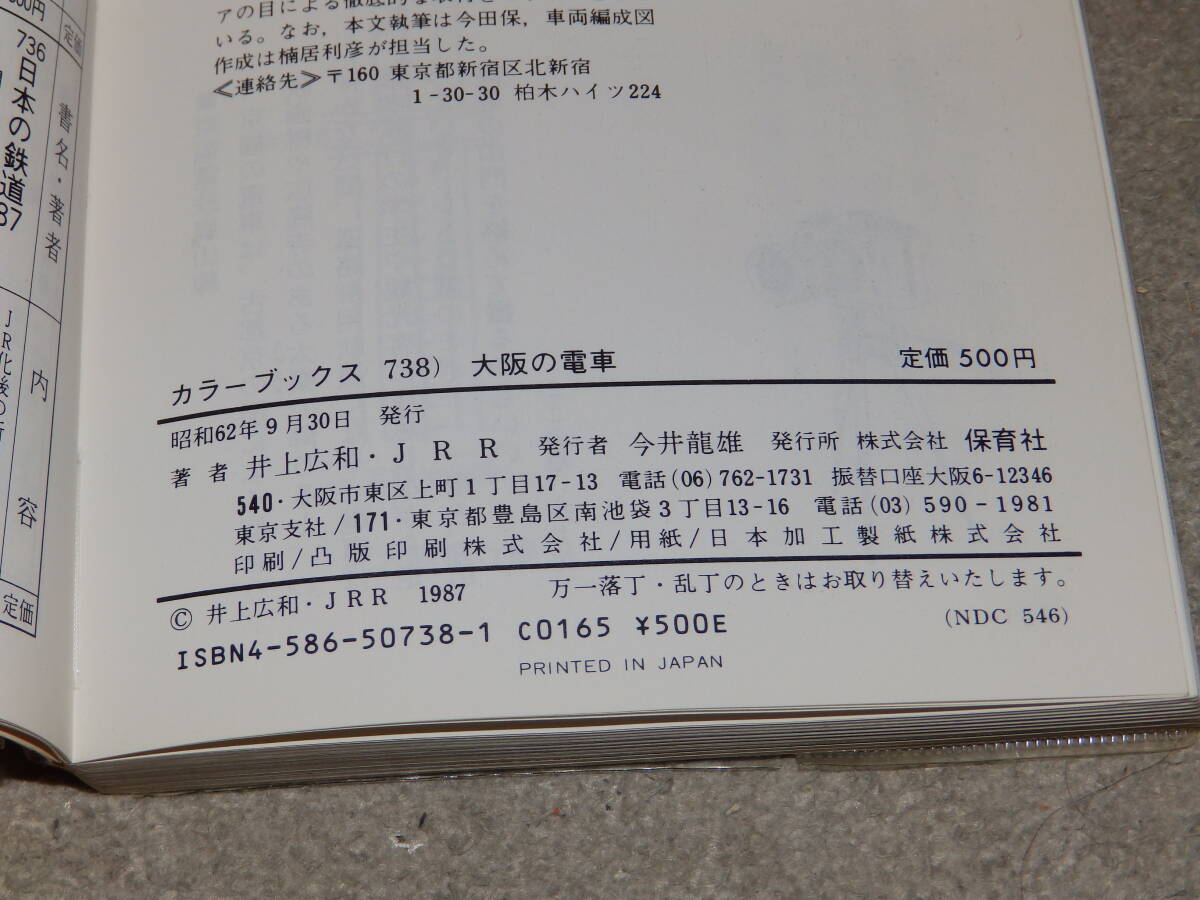 アの目による徹底的な取材を
いる。なお，本文執筆は今田保，車両編成図
作成は楠居利彦が担当した。
≪連絡先≫〒160 東京都新宿区北新宿
1-30-30 柏木ハイツ224
カラーブックス 738) 大阪の電車 定価 500円
昭和62年9月30日 発行
著者 井上広和・JRR 発行者 今井龍雄 発行所 株式会社 保育社
540・大阪市東区上町1丁目17-13 電話(06)762-1731 振替口座大阪6-12346
東京支社/171・東京都豊島区南池袋3丁目13-16 電話(03)590-1981
印刷/凸版印刷株式会社/用紙/日本加工製紙株式会社
© 井上広和・JRR 1987 万一落丁・乱丁のときはお取り替えいたします。
ISBN4-586-50738-1 C0165 ¥500E (NDC 546)
PRINTED IN JAPAN
定価
書名・著者
内容
定価
736 日本の鉄道
JR化後の